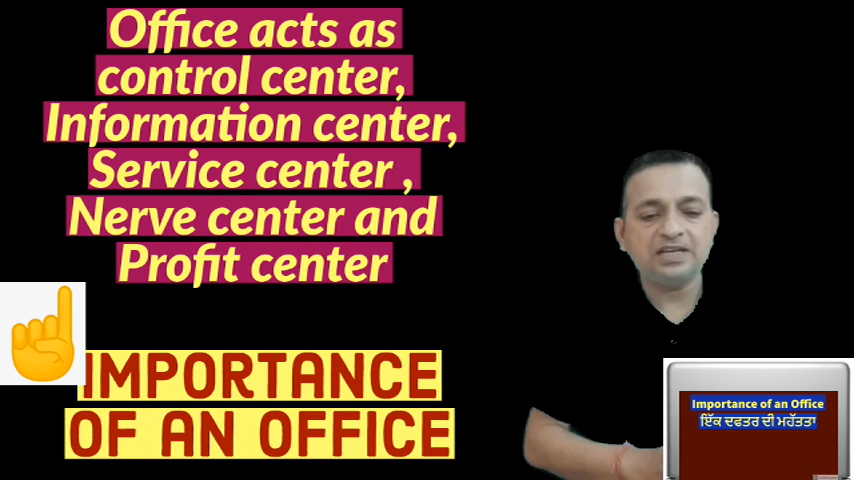 Office acts as
control center,
Information center,
Service center ,
Nerve center and
Profit center
IMPORTANCE
OF AN OFFICE
Importance of an Office
ਇੱਕ ਦਫਤਰ ਦੀ ਮਹੱਤਤਾ